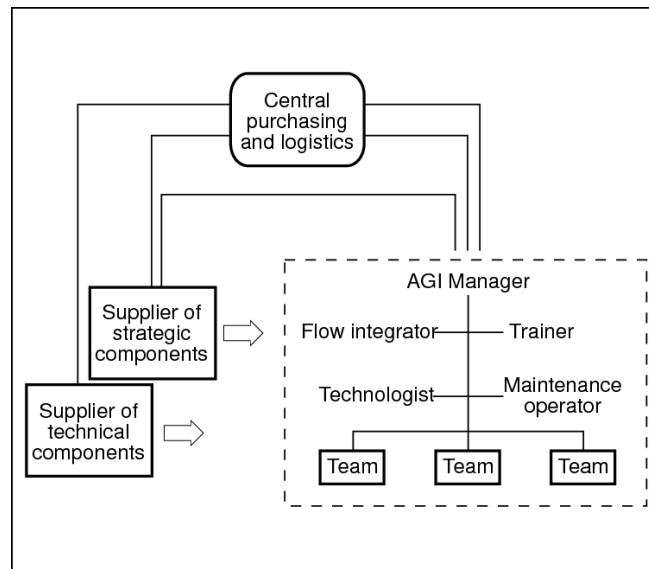 Central
purchasing
and logistics
Supplier of
strategic
components
Supplier of
technical
components
AGI Manager
Flow integrator
Trainer
Technologist
Maintenance
operator
Team
Team
Team